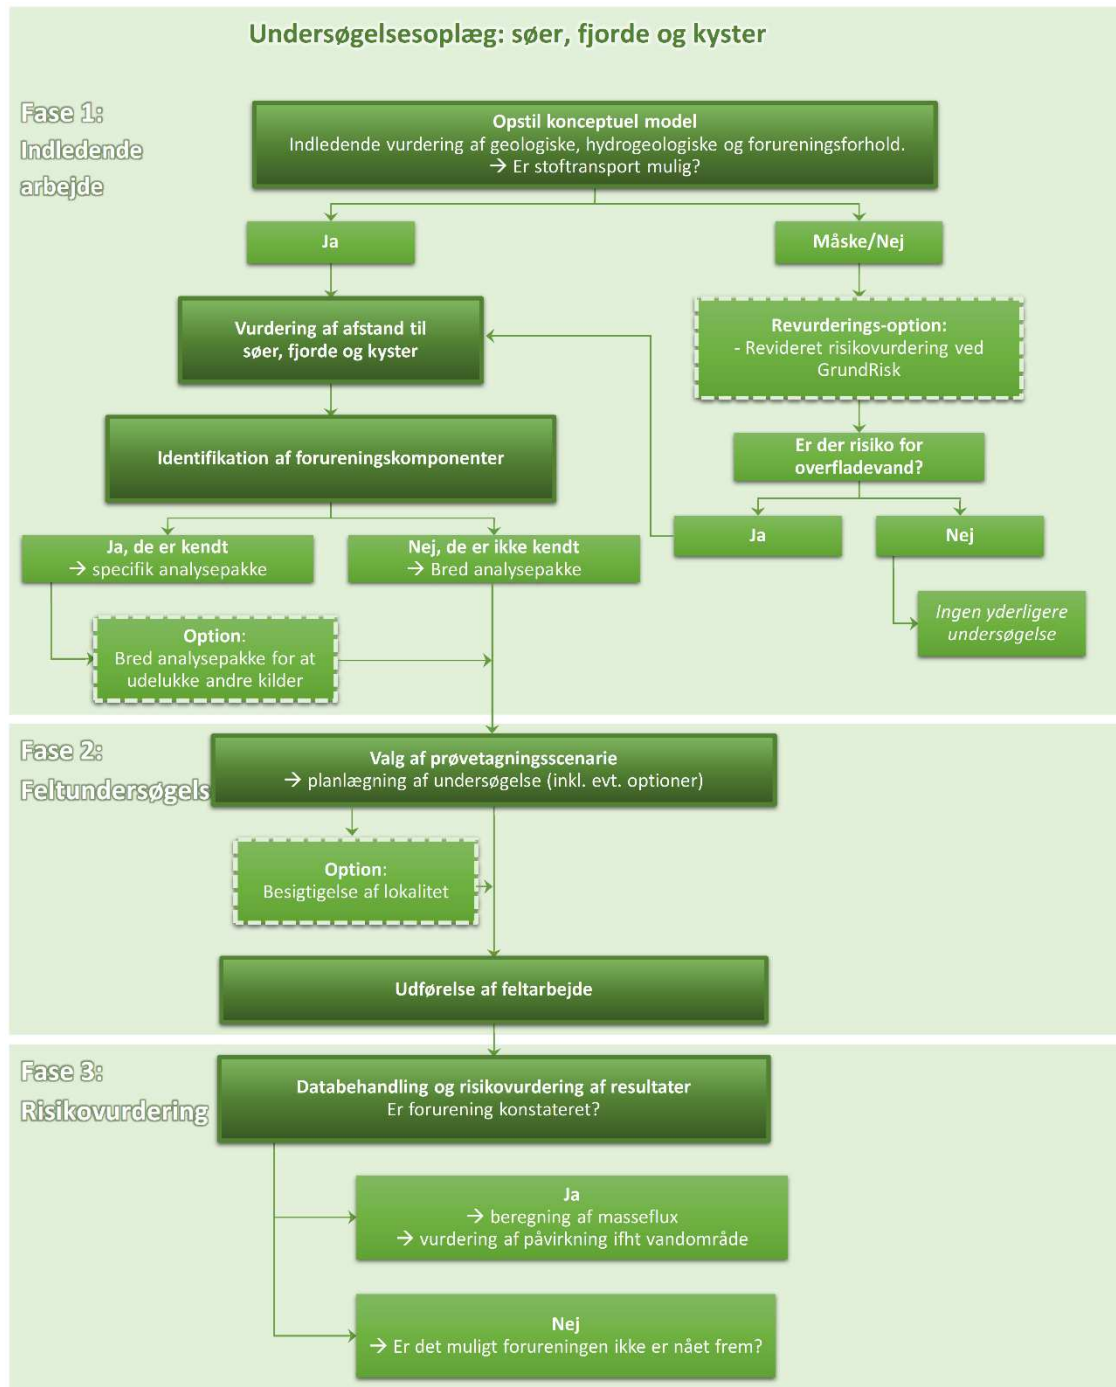 Undersøgelsesoplæg: søer, fjorde og kyster
Fase 1:
Indledende
arbejde
Opstil konceptuel model
Indledende vurdering af geologiske, hydrogeologiske og forureningsforhold.
→ Er stoftransport mulig?
Ja
Måske/Nej
Vurdering af afstand til
søer, fjorde og kyster
Revurderings-option:
- Revideret risikovurdering ved
GrundRisk
Identifikation af forureningskomponenter
Er der risiko for
overfladevand?
Ja, de er kendt
→ specifik analysepakke
Nej, de er ikke kendt
→ Bred analysepakke
Ja
Nej
Option:
Bred analysepakke for at
udelukke andre kilder
Ingen yderligere
undersøgelse
Fase 2:
Feltundersøgels
Valg af prøvetagningsscenarie
→ planlægning af undersøgelse (inkl. evt. optioner)
Option:
Besigtigelse af lokalitet
Udførelse af feltarbejde
Fase 3:
Risikovurdering
Databehandling og risikovurdering af resultater
Er forurening konstateret?
Ja
→ beregning af masseflux
→ vurdering af påvirkning ifht vandområde
Nej
→ Er det muligt forureningen ikke er nået frem?